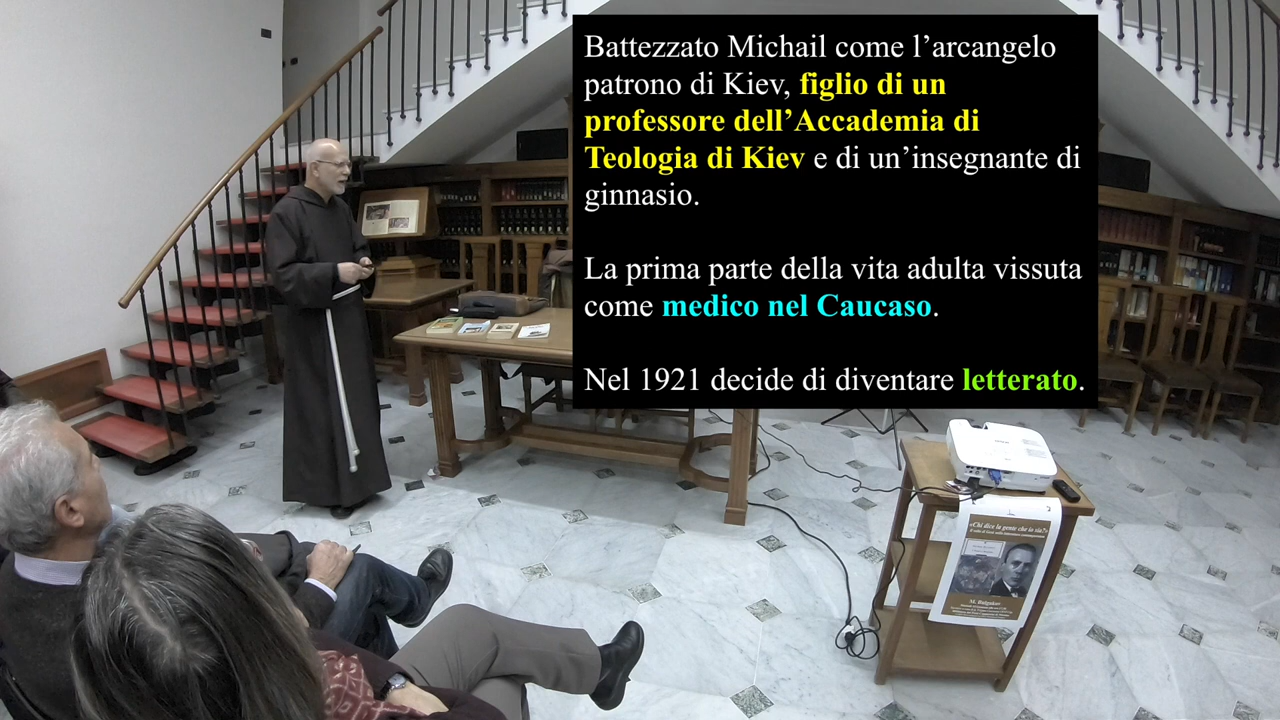 Battezzato Michail come l’arcangelo
patrono di Kiev, figlio di un
professore dell’Accademia di
Teologia di Kiev e di un’insegnante di
ginnasio.
La prima parte della vita adulta vissuta
come medico nel Caucaso.
Nel 1921 decide di diventare letterato.
«Chi dice la gente che io sia?»
M. Bulgakov